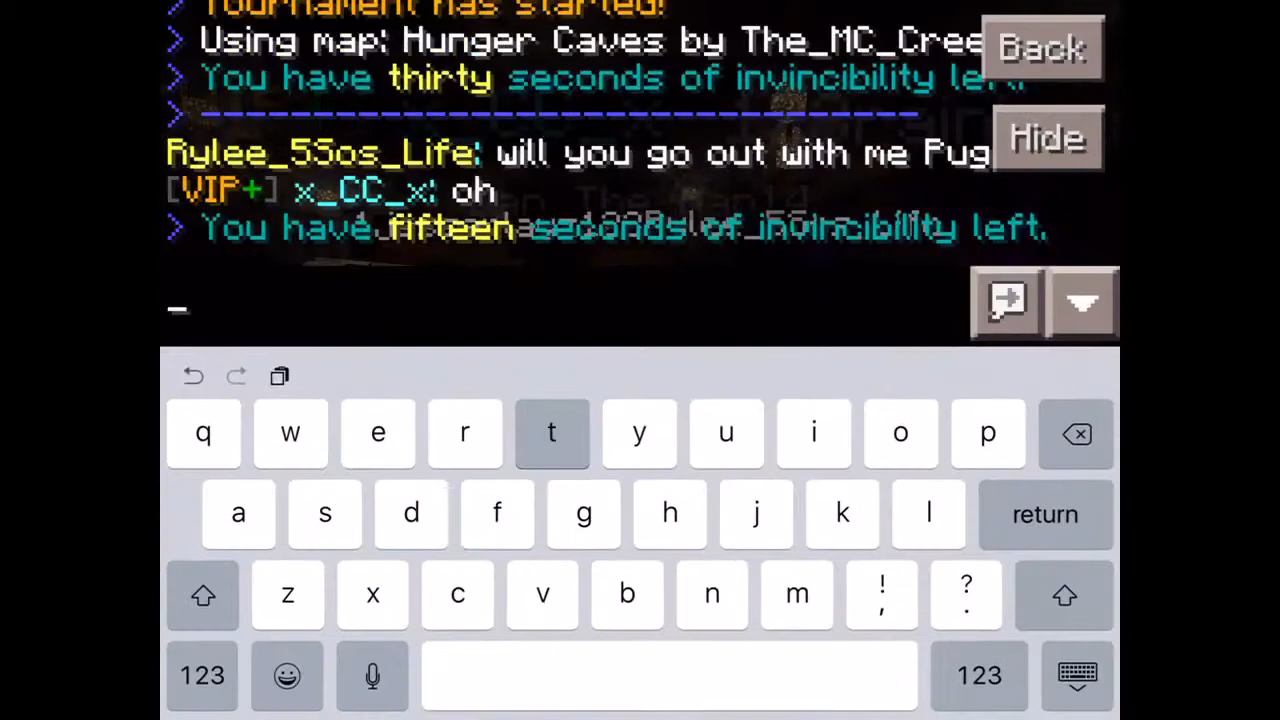 > Tournament has started!
> Using map: Hunger Caves by The_MC_Cree
Back
> You have thirty seconds of invincibility left.
> --------------------------------
Hide
Rylee_5Sos_Life: will you go out with me Pug
[VIP+] x_CC_x: oh
> You have fifteen seconds of invincibility left.
_
q w e r t y u i o p
a s d f g h j k l return
z x c v b n m ! , ? .
123 123